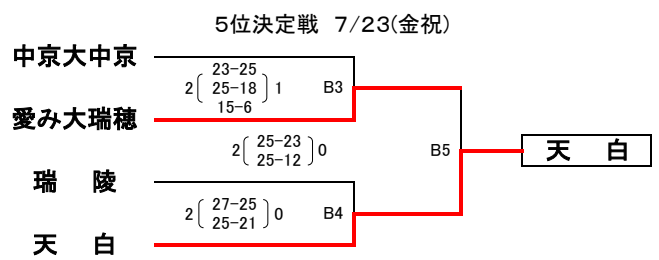 5位決定戦 7/23(金祝)
中京大中京
2 23-25 1
25-18
15-6
B3
愛み大瑞穂
2 25-23 0
25-12
B5
天 白
瑞 陵
2 27-25 0
25-21
B4
天 白